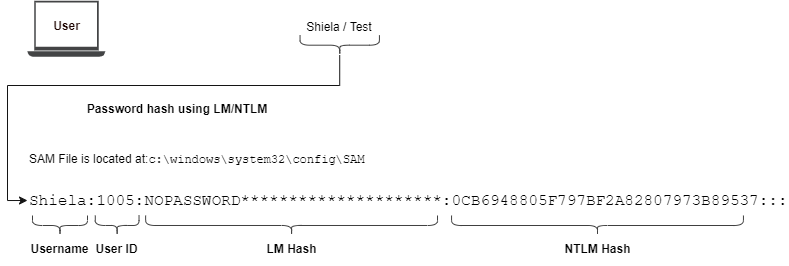 User
Shiela / Test
Password hash using LM/NTLM
SAM File is located at:c:\windows\system32\config\SAM
Shiela:1005:NOPASSWORD*********************:0CB6948805F797BF2A82807973B89537:::
Username User ID LM Hash NTLM Hash